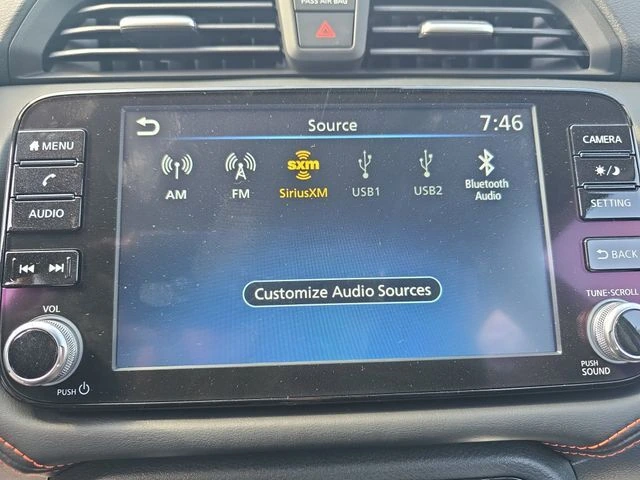 PASS AIR BAG
Source
7:46
MENU
AUDIO
VOL
PUSH
AM
FM
sxm
SiriusXM
USB1
USB2
Bluetooth
Audio
Customize Audio Sources
CAMERA
SETTING
BACK
TUNE•SCROLL
PUSH
SOUND